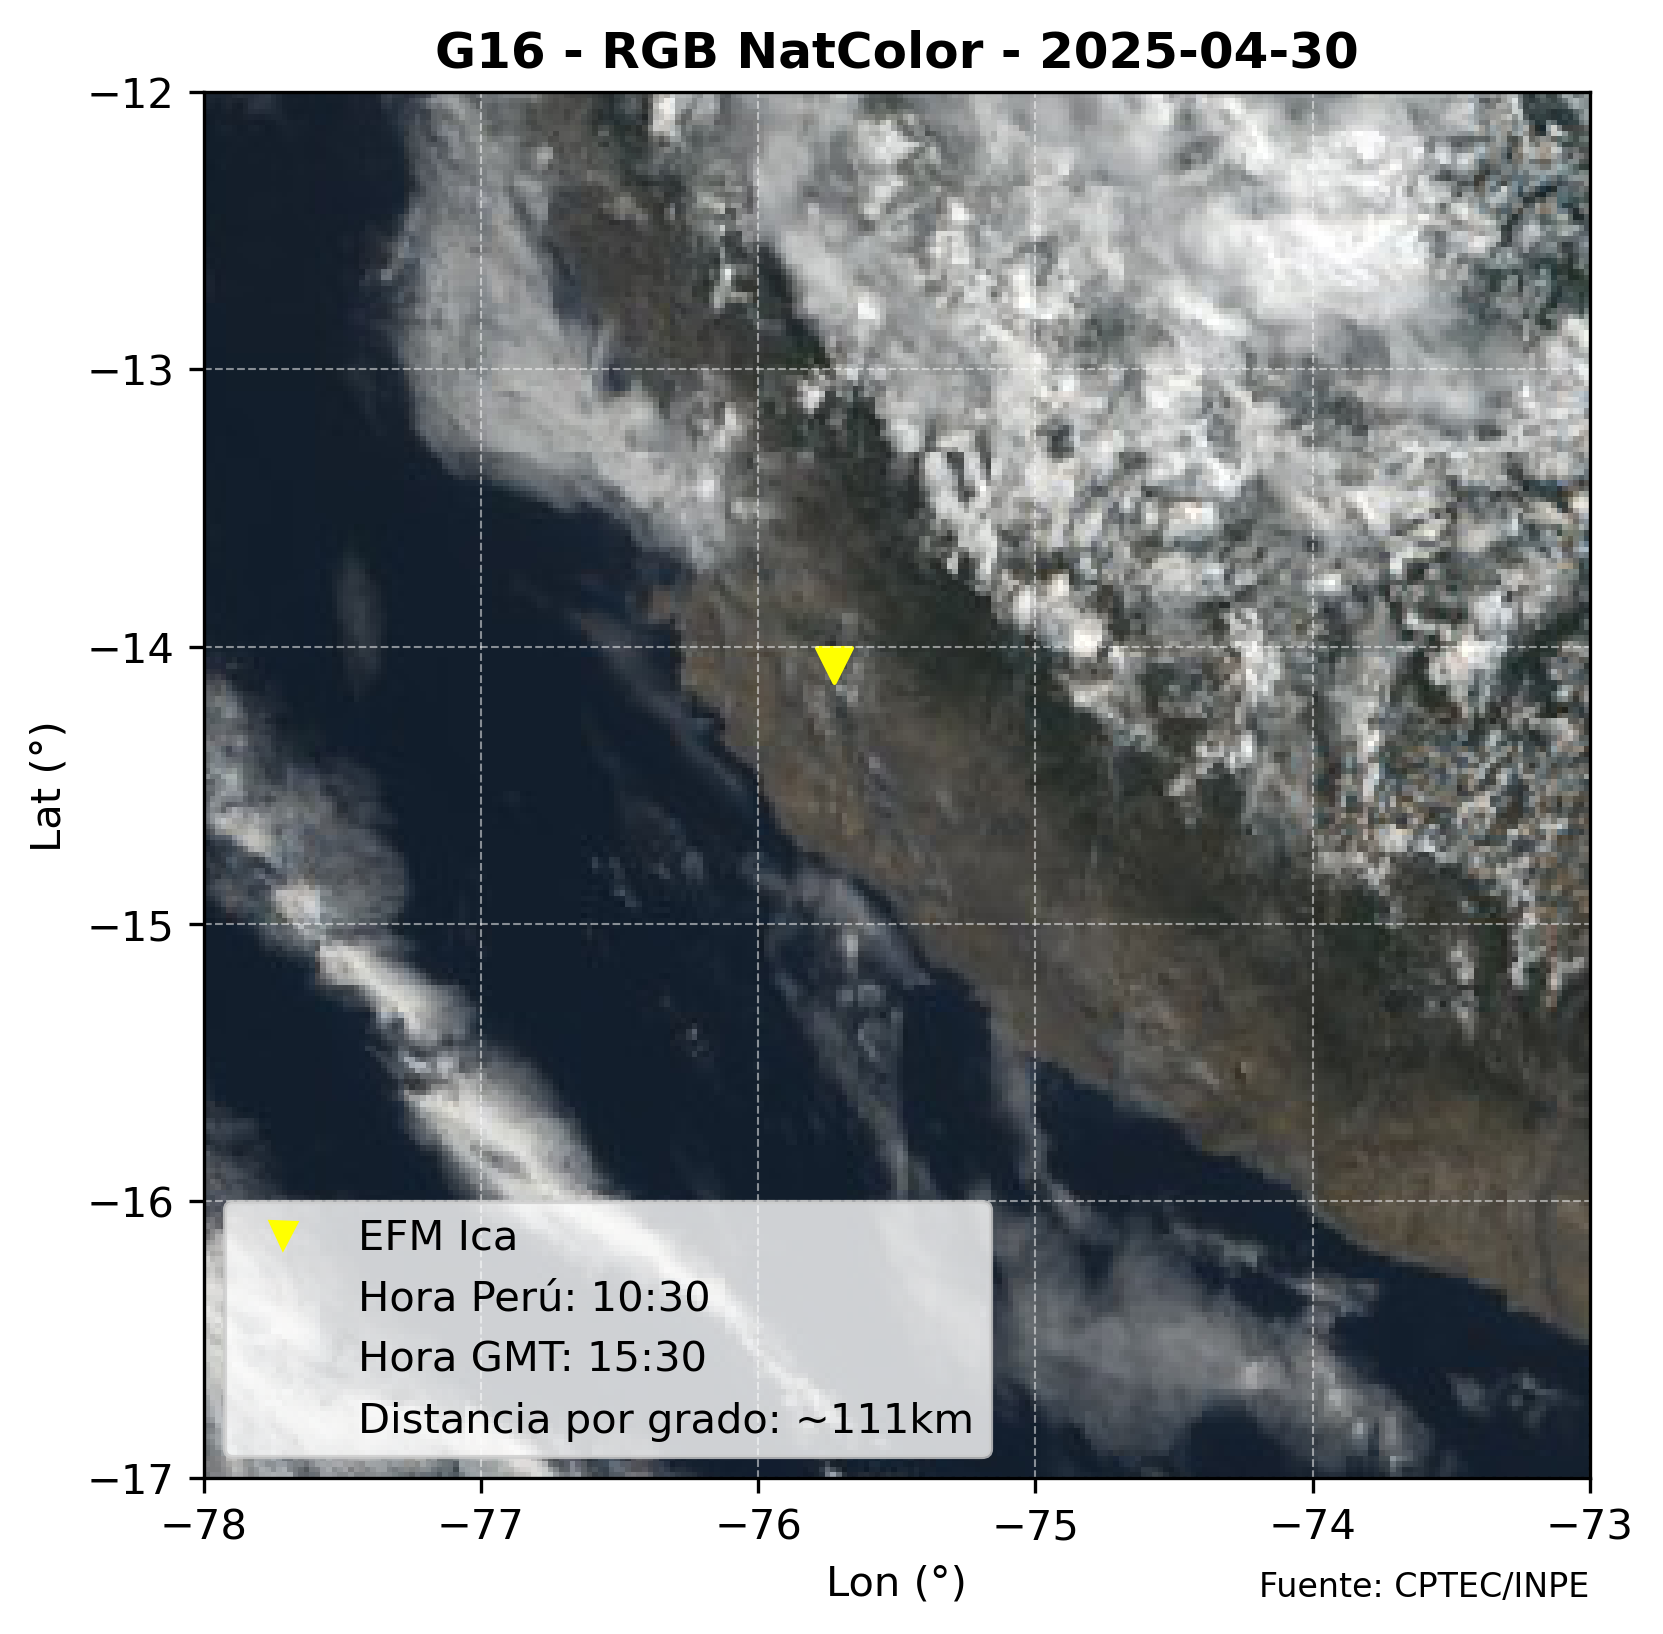 G16 - RGB NatColor - 2025-04-30
−12
−13
−14
−15
−16
−17
Lat (°)
EFM Ica
Hora Perú: 10:30
Hora GMT: 15:30
Distancia por grado: ~111km
−78 −77 −76 −75 −74 −73
Lon (°)
Fuente: CPTEC/INPE